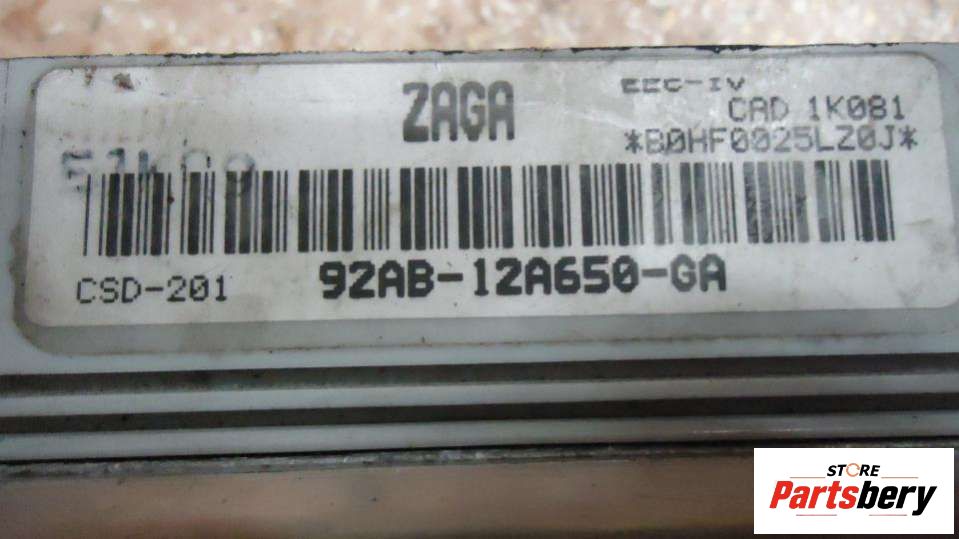 ZAGA
EEC-IV
CAD 1K081
*B0HF0025LZ0J*
CSD-201
92AB-12A650-GA
STORE
Partsbery